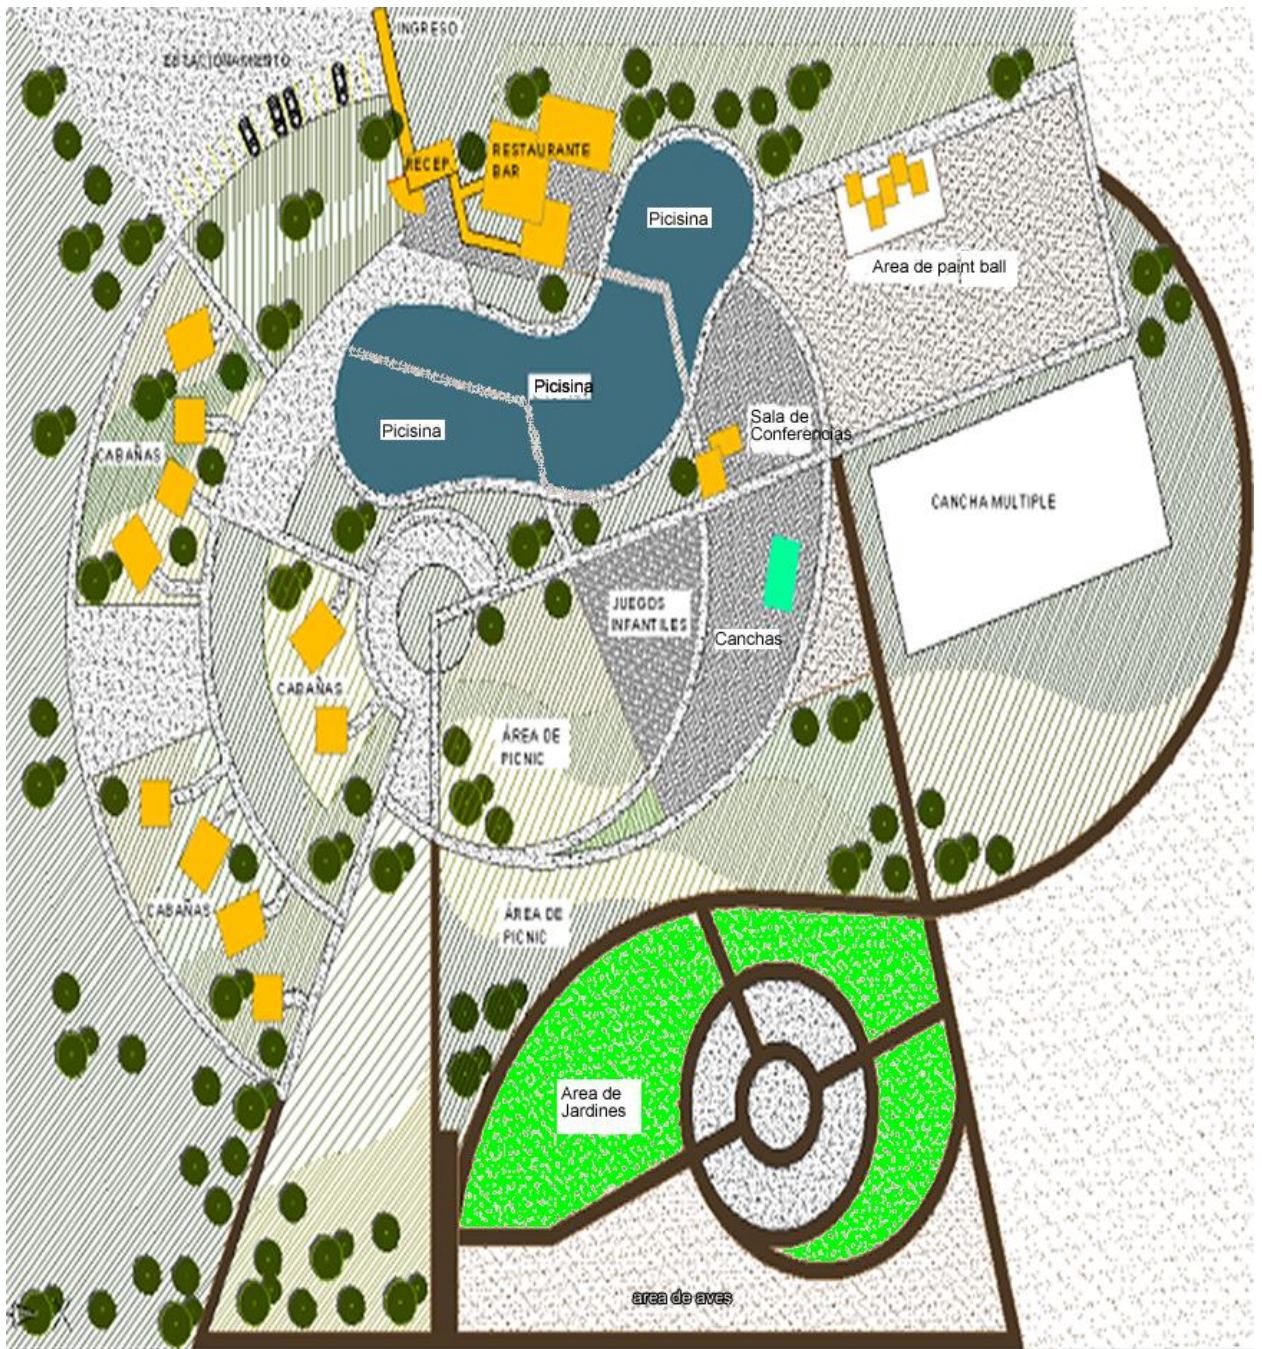 INGRESO
ESTACIONAMIENTO
RECEP
RESTAURANTE
BAR
Picisina
Area de paint ball
Picisina
Picisina
Sala de
Conferencias
CABAÑAS
CANCHA MULTIPLE
JUEGOS
INFANTILES
Canchas
CABAÑAS
ÁREA DE
PICNIC
CABAÑAS
ÁREA DE
PICNIC
Area de
Jardines
area de aves